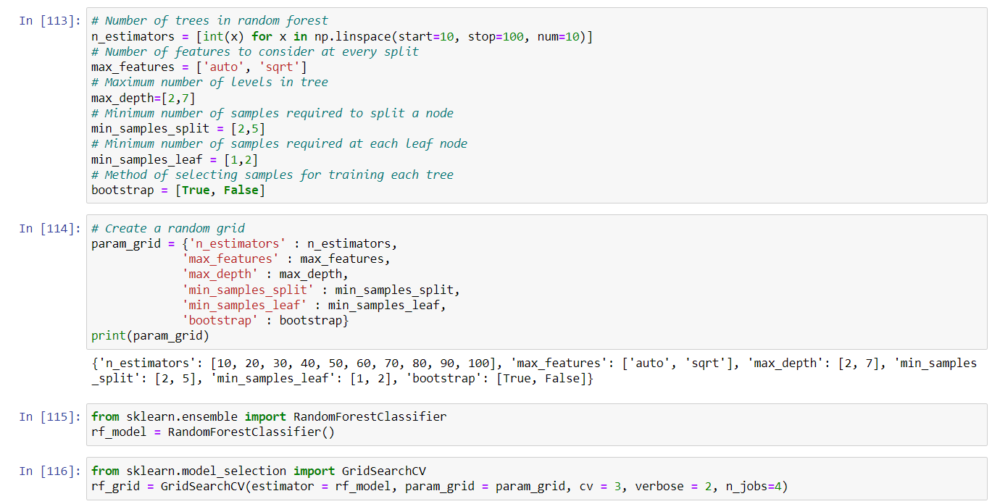 In [113]: # Number of trees in random forest
n_estimators = [int(x) for x in np.linspace(start=10, stop=100, num=10)]
# Number of features to consider at every split
max_features = ['auto', 'sqrt']
# Maximum number of levels in tree
max_depth=[2,7]
# Minimum number of samples required to split a node
min_samples_split = [2,5]
# Minimum number of samples required at each leaf node
min_samples_leaf = [1,2]
# Method of selecting samples for training each tree
bootstrap = [True, False]
In [114]: # Create a random grid
param_grid = {'n_estimators' : n_estimators,
'max_features' : max_features,
'max_depth' : max_depth,
'min_samples_split' : min_samples_split,
'min_samples_leaf' : min_samples_leaf,
'bootstrap' : bootstrap}
print(param_grid)
{'n_estimators': [10, 20, 30, 40, 50, 60, 70, 80, 90, 100], 'max_features': ['auto', 'sqrt'], 'max_depth': [2, 7], 'min_samples
_split': [2, 5], 'min_samples_leaf': [1, 2], 'bootstrap': [True, False]}
In [115]: from sklearn.ensemble import RandomForestClassifier
rf_model = RandomForestClassifier()
In [116]: from sklearn.model_selection import GridSearchCV
rf_grid = GridSearchCV(estimator = rf_model, param_grid = param_grid, cv = 3, verbose = 2, n_jobs=4)